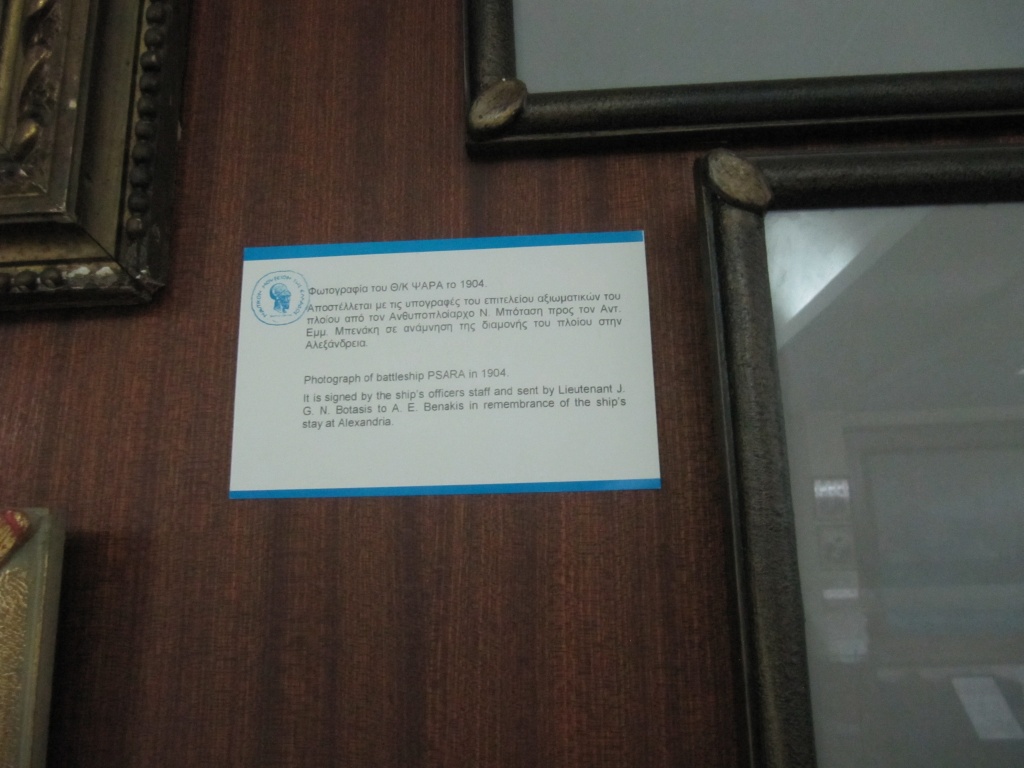 Φωτογραφία του Θ/Κ ΨΑΡΑ το 1904.
Αποστέλλεται με τις υπογραφές του επιτελείου αξιωματικών του
πλοίου από τον Ανθυποπλοίαρχο Ν. Μπόταση προς τον Αντ.
Εμμ. Μπενάκη σε ανάμνηση της διαμονής του πλοίου στην
Αλεξάνδρεια.
Photograph of battleship PSARA in 1904.
It is signed by the ship's officers staff and sent by Lieutenant J.
G. N. Botasis to A. E. Benakis in remembrance of the ship's
stay at Alexandria.